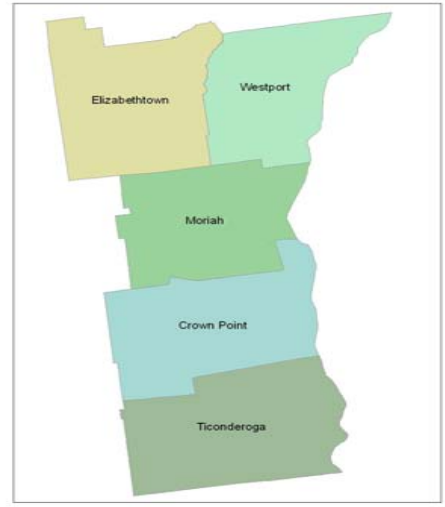 Elizabethtown
Westport
Moriah
Crown Point
Ticonderoga